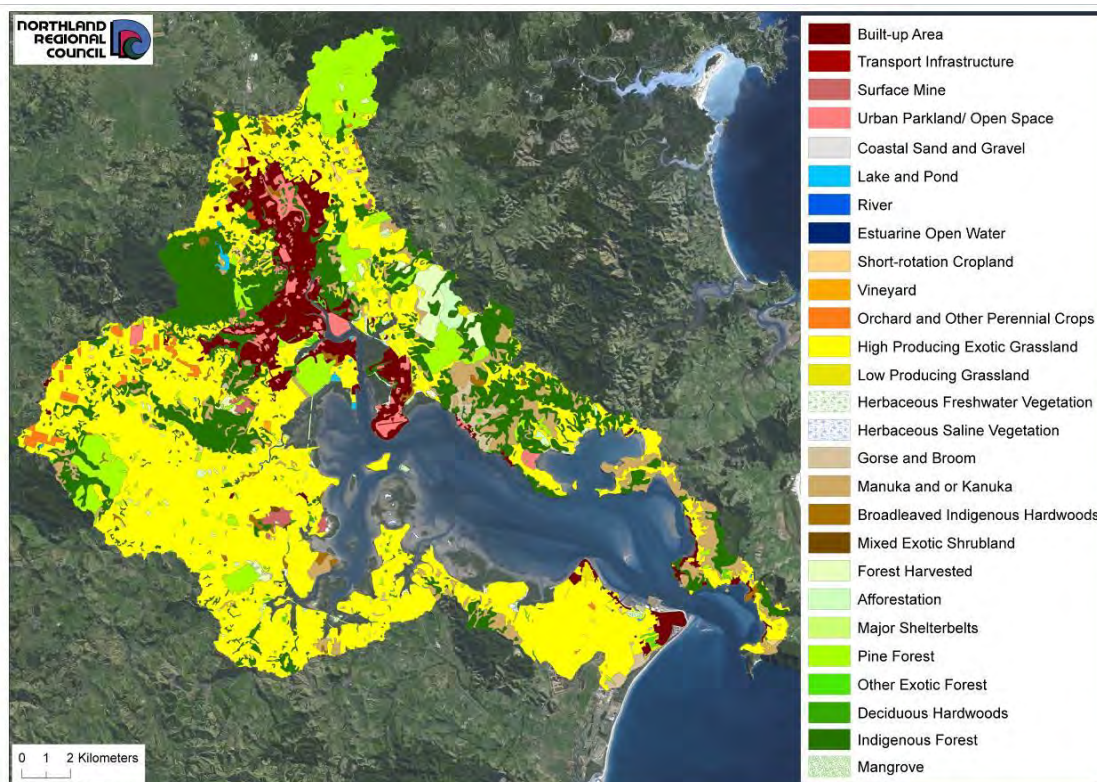 NORTHLAND
REGIONAL
COUNCIL
Built-up Area
Transport Infrastructure
Surface Mine
Urban Parkland/ Open Space
Coastal Sand and Gravel
Lake and Pond
River
Estuarine Open Water
Short-rotation Cropland
Vineyard
Orchard and Other Perennial Crops
High Producing Exotic Grassland
Low Producing Grassland
Herbaceous Freshwater Vegetation
Herbaceous Saline Vegetation
Gorse and Broom
Manuka and or Kanuka
Broadleaved Indigenous Hardwoods
Mixed Exotic Shrubland
Forest Harvested
Afforestation
Major Shelterbelts
Pine Forest
Other Exotic Forest
Deciduous Hardwoods
Indigenous Forest
Mangrove
0 1 2 Kilometers